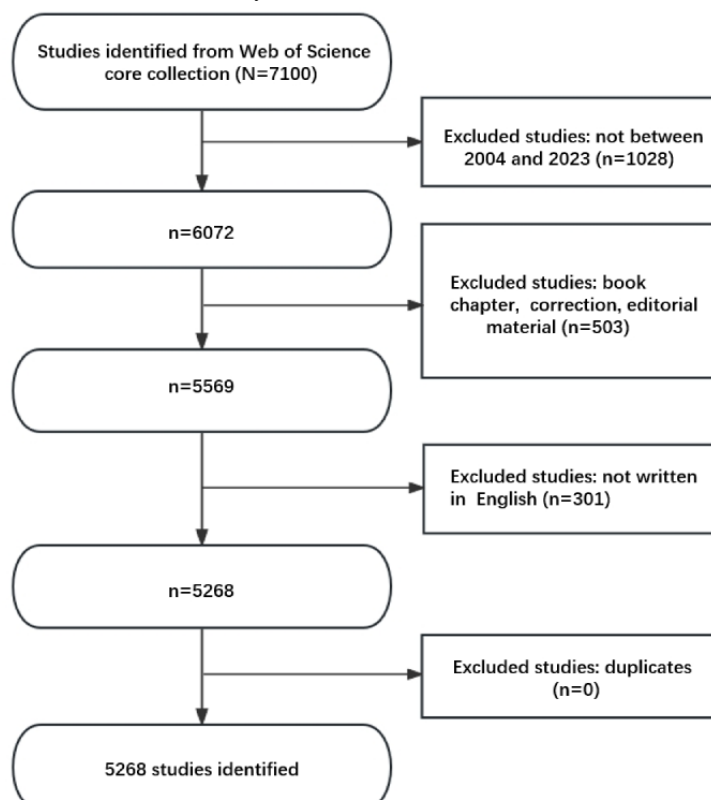 Studies identified from Web of Science
core collection (N=7100)
Excluded studies: not between
2004 and 2023 (n=1028)
n=6072
Excluded studies: book
chapter, correction, editorial
material (n=503)
n=5569
Excluded studies: not written
in English (n=301)
n=5268
Excluded studies: duplicates
(n=0)
5268 studies identified